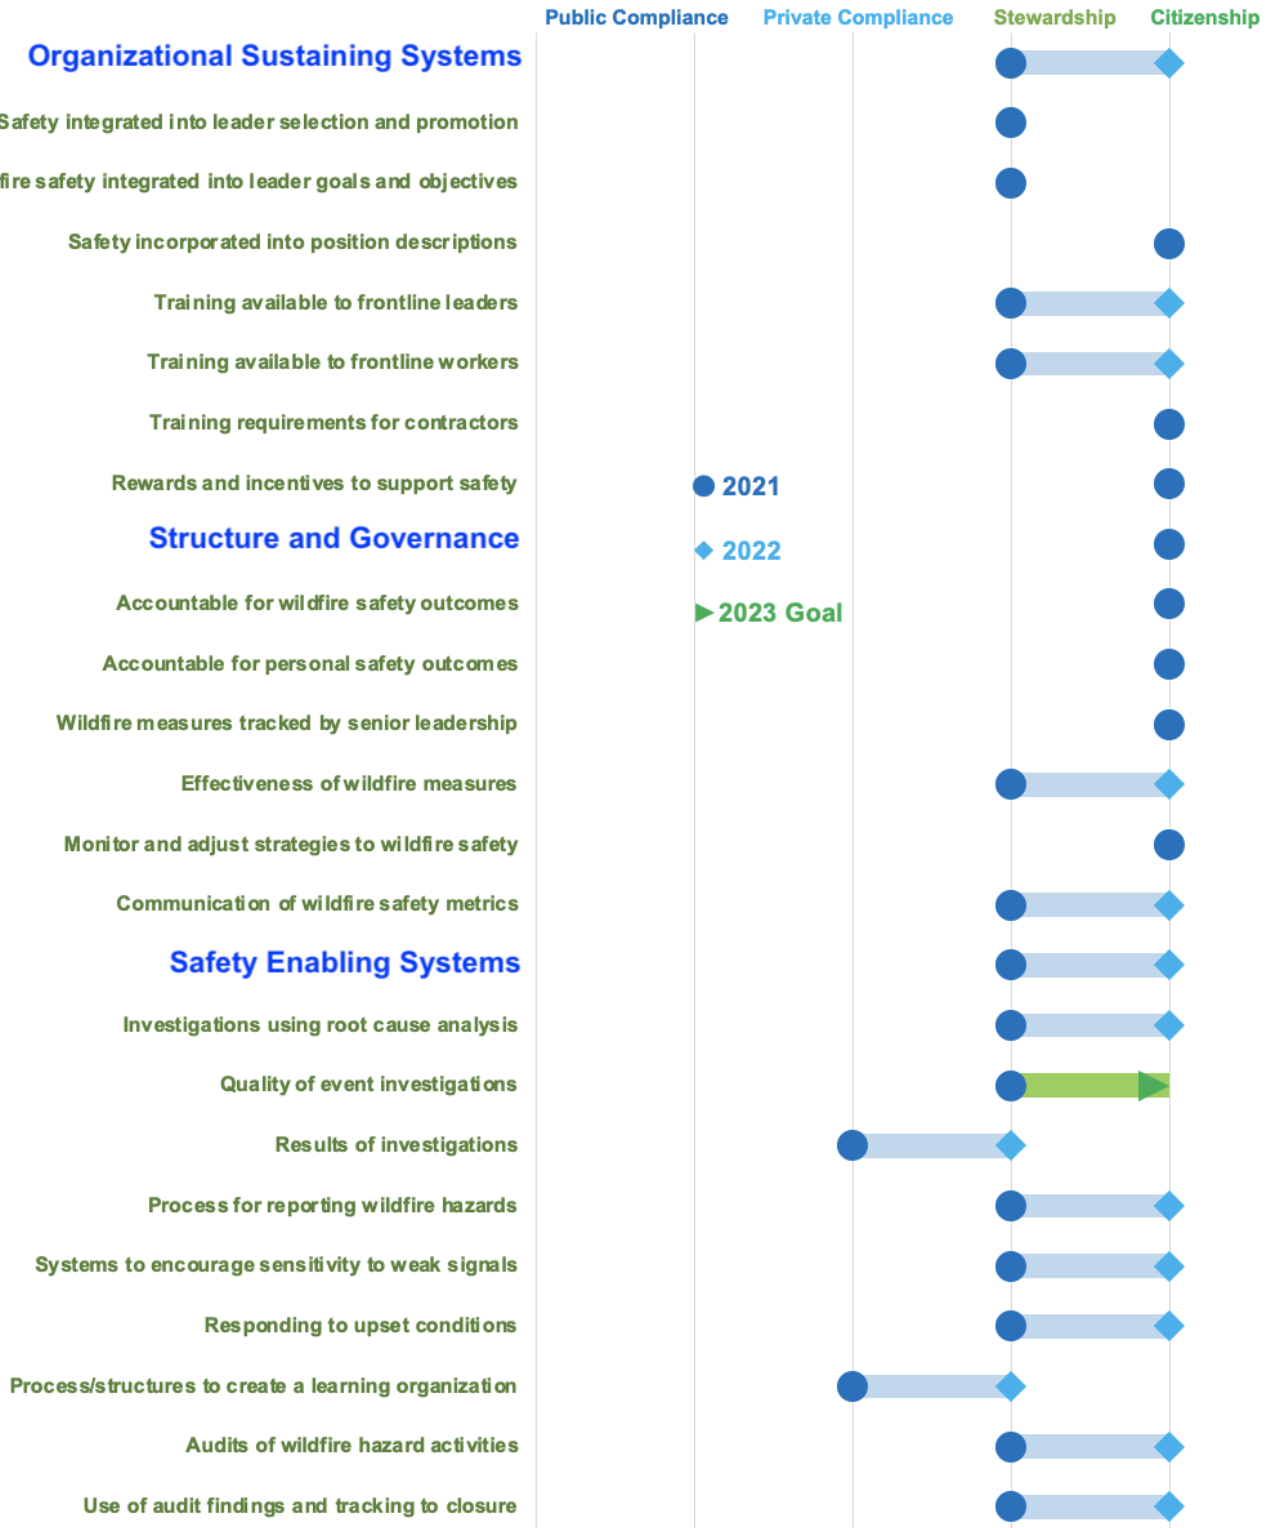 Public Compliance Private Compliance Stewardship Citizenship
Organizational Sustaining Systems
Safety integrated into leader selection and promotion
fire safety integrated into leader goals and objectives
Safety incorporated into position descriptions
Training available to frontline leaders
Training available to frontline workers
Training requirements for contractors
Rewards and incentives to support safety
2021
Structure and Governance
2022
Accountable for wildfire safety outcomes
2023 Goal
Accountable for personal safety outcomes
Wildfire measures tracked by senior leadership
Effectiveness of wildfire measures
Monitor and adjust strategies to wildfire safety
Communication of wildfire safety metrics
Safety Enabling Systems
Investigations using root cause analysis
Quality of event investigations
Results of investigations
Process for reporting wildfire hazards
Systems to encourage sensitivity to weak signals
Responding to upset conditions
Process/structures to create a learning organization
Audits of wildfire hazard activities
Use of audit findings and tracking to closure